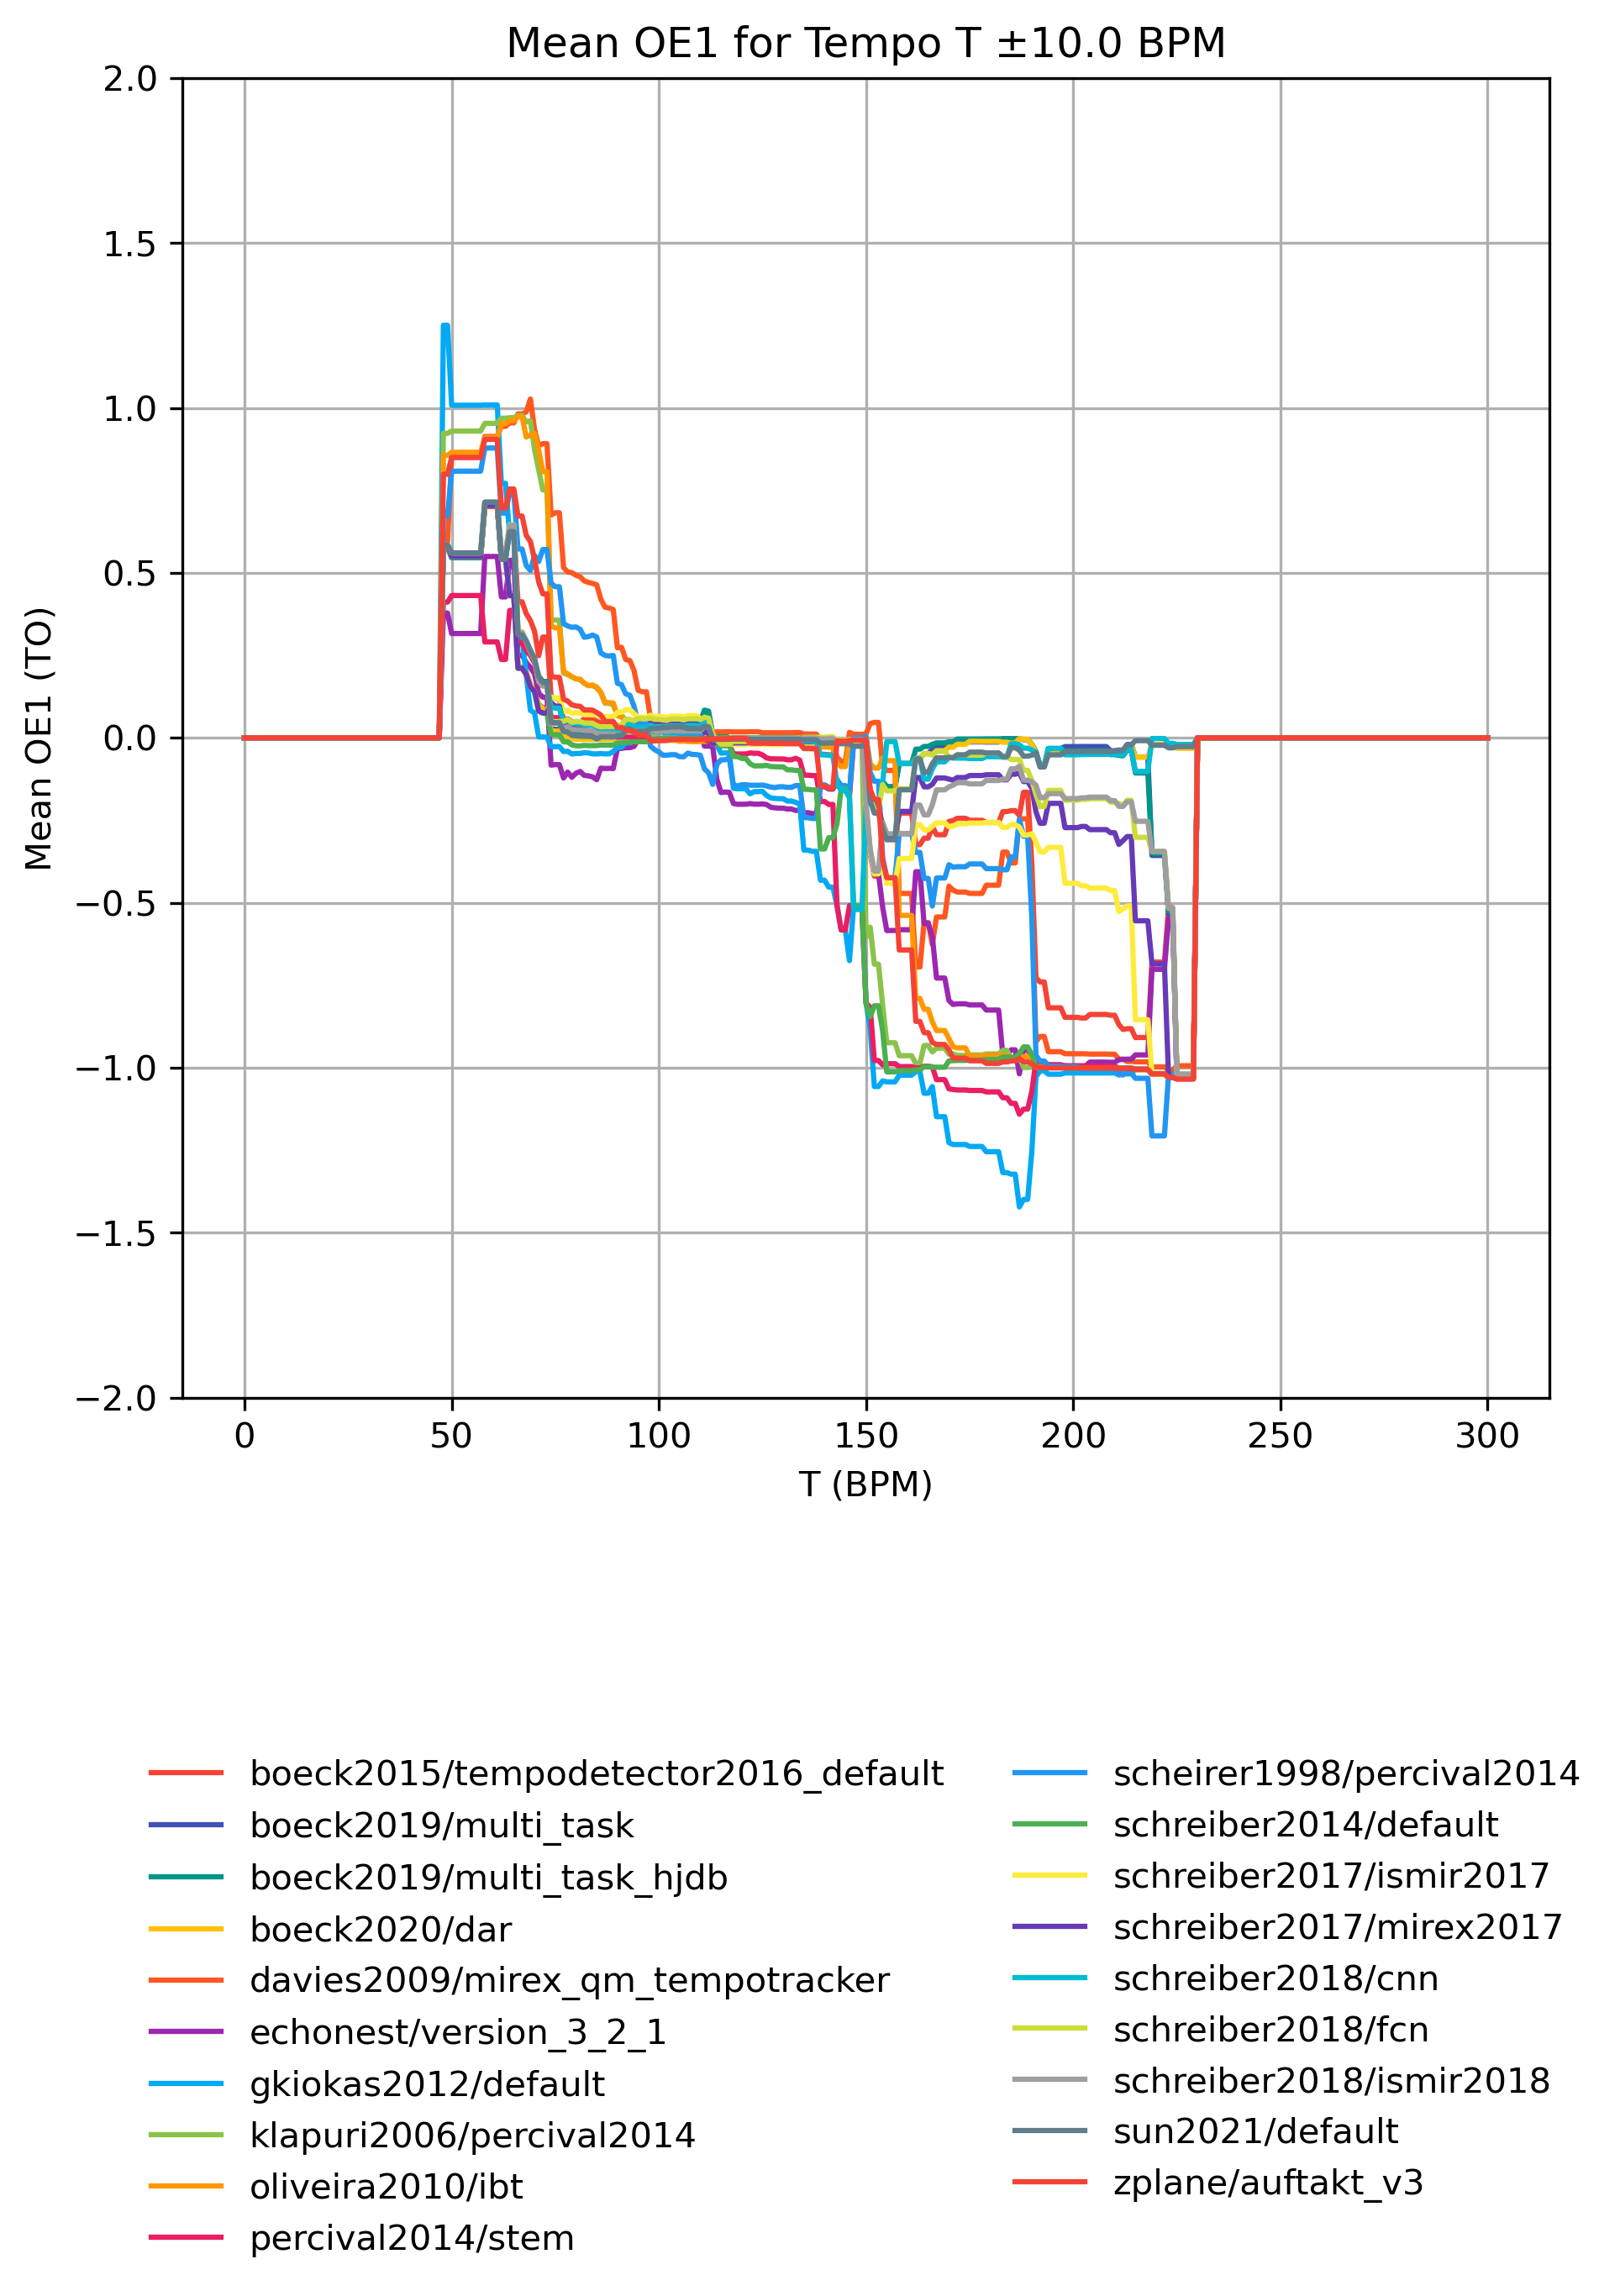 Mean OE1 for Tempo T ±10.0 BPM
2.0
1.5
1.0
0.5
0.0
−0.5
−1.0
−1.5
−2.0
Mean OE1 (TO)
0 50 100 150 200 250 300
T (BPM)
boeck2015/tempodetector2016_default
boeck2019/multi_task
boeck2019/multi_task_hjdb
boeck2020/dar
davies2009/mirex_qm_tempotracker
echonest/version_3_2_1
gkiokas2012/default
klapuri2006/percival2014
oliveira2010/ibt
percival2014/stem
scheirer1998/percival2014
schreiber2014/default
schreiber2017/ismir2017
schreiber2017/mirex2017
schreiber2018/cnn
schreiber2018/fcn
schreiber2018/ismir2018
sun2021/default
zplane/auftakt_v3